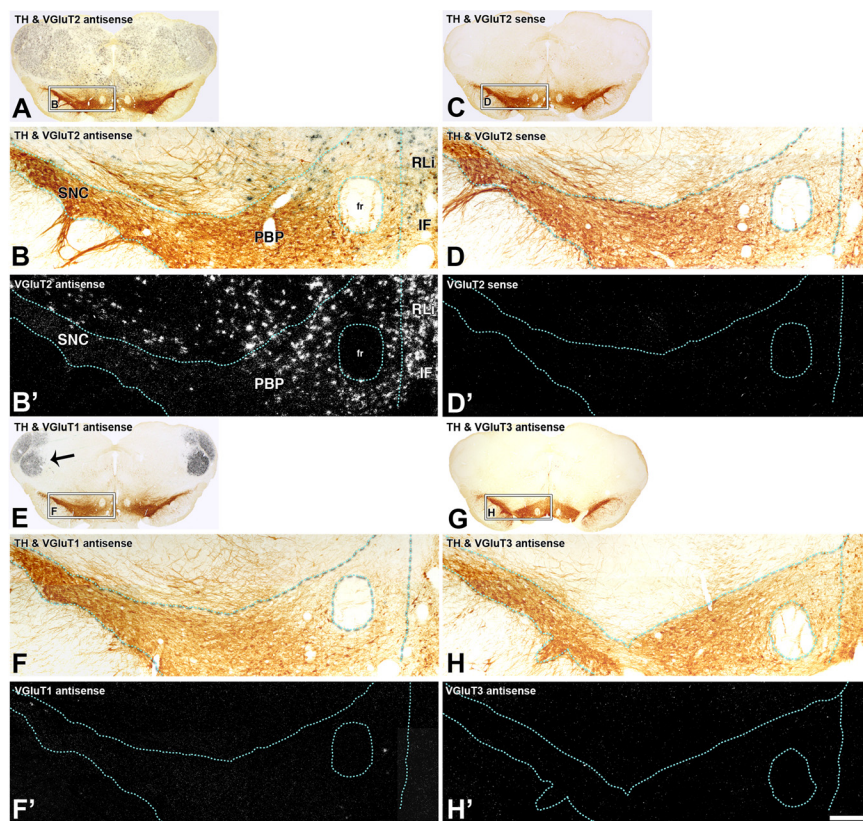 TH & VGluT2 antisense
B
A
TH & VGluT2 sense
D
C
TH & VGluT2 antisense
SNC
RLi
fr
IF
PBP
B
TH & VGluT2 sense
D
VGluT2 antisense
SNC
RLi
fr
IF
PBP
B’
VGluT2 sense
D’
TH & VGluT1 antisense
F
E
TH & VGluT3 antisense
H
G
TH & VGluT1 antisense
F
TH & VGluT3 antisense
H
VGluT1 antisense
F’
VGluT3 antisense
H’